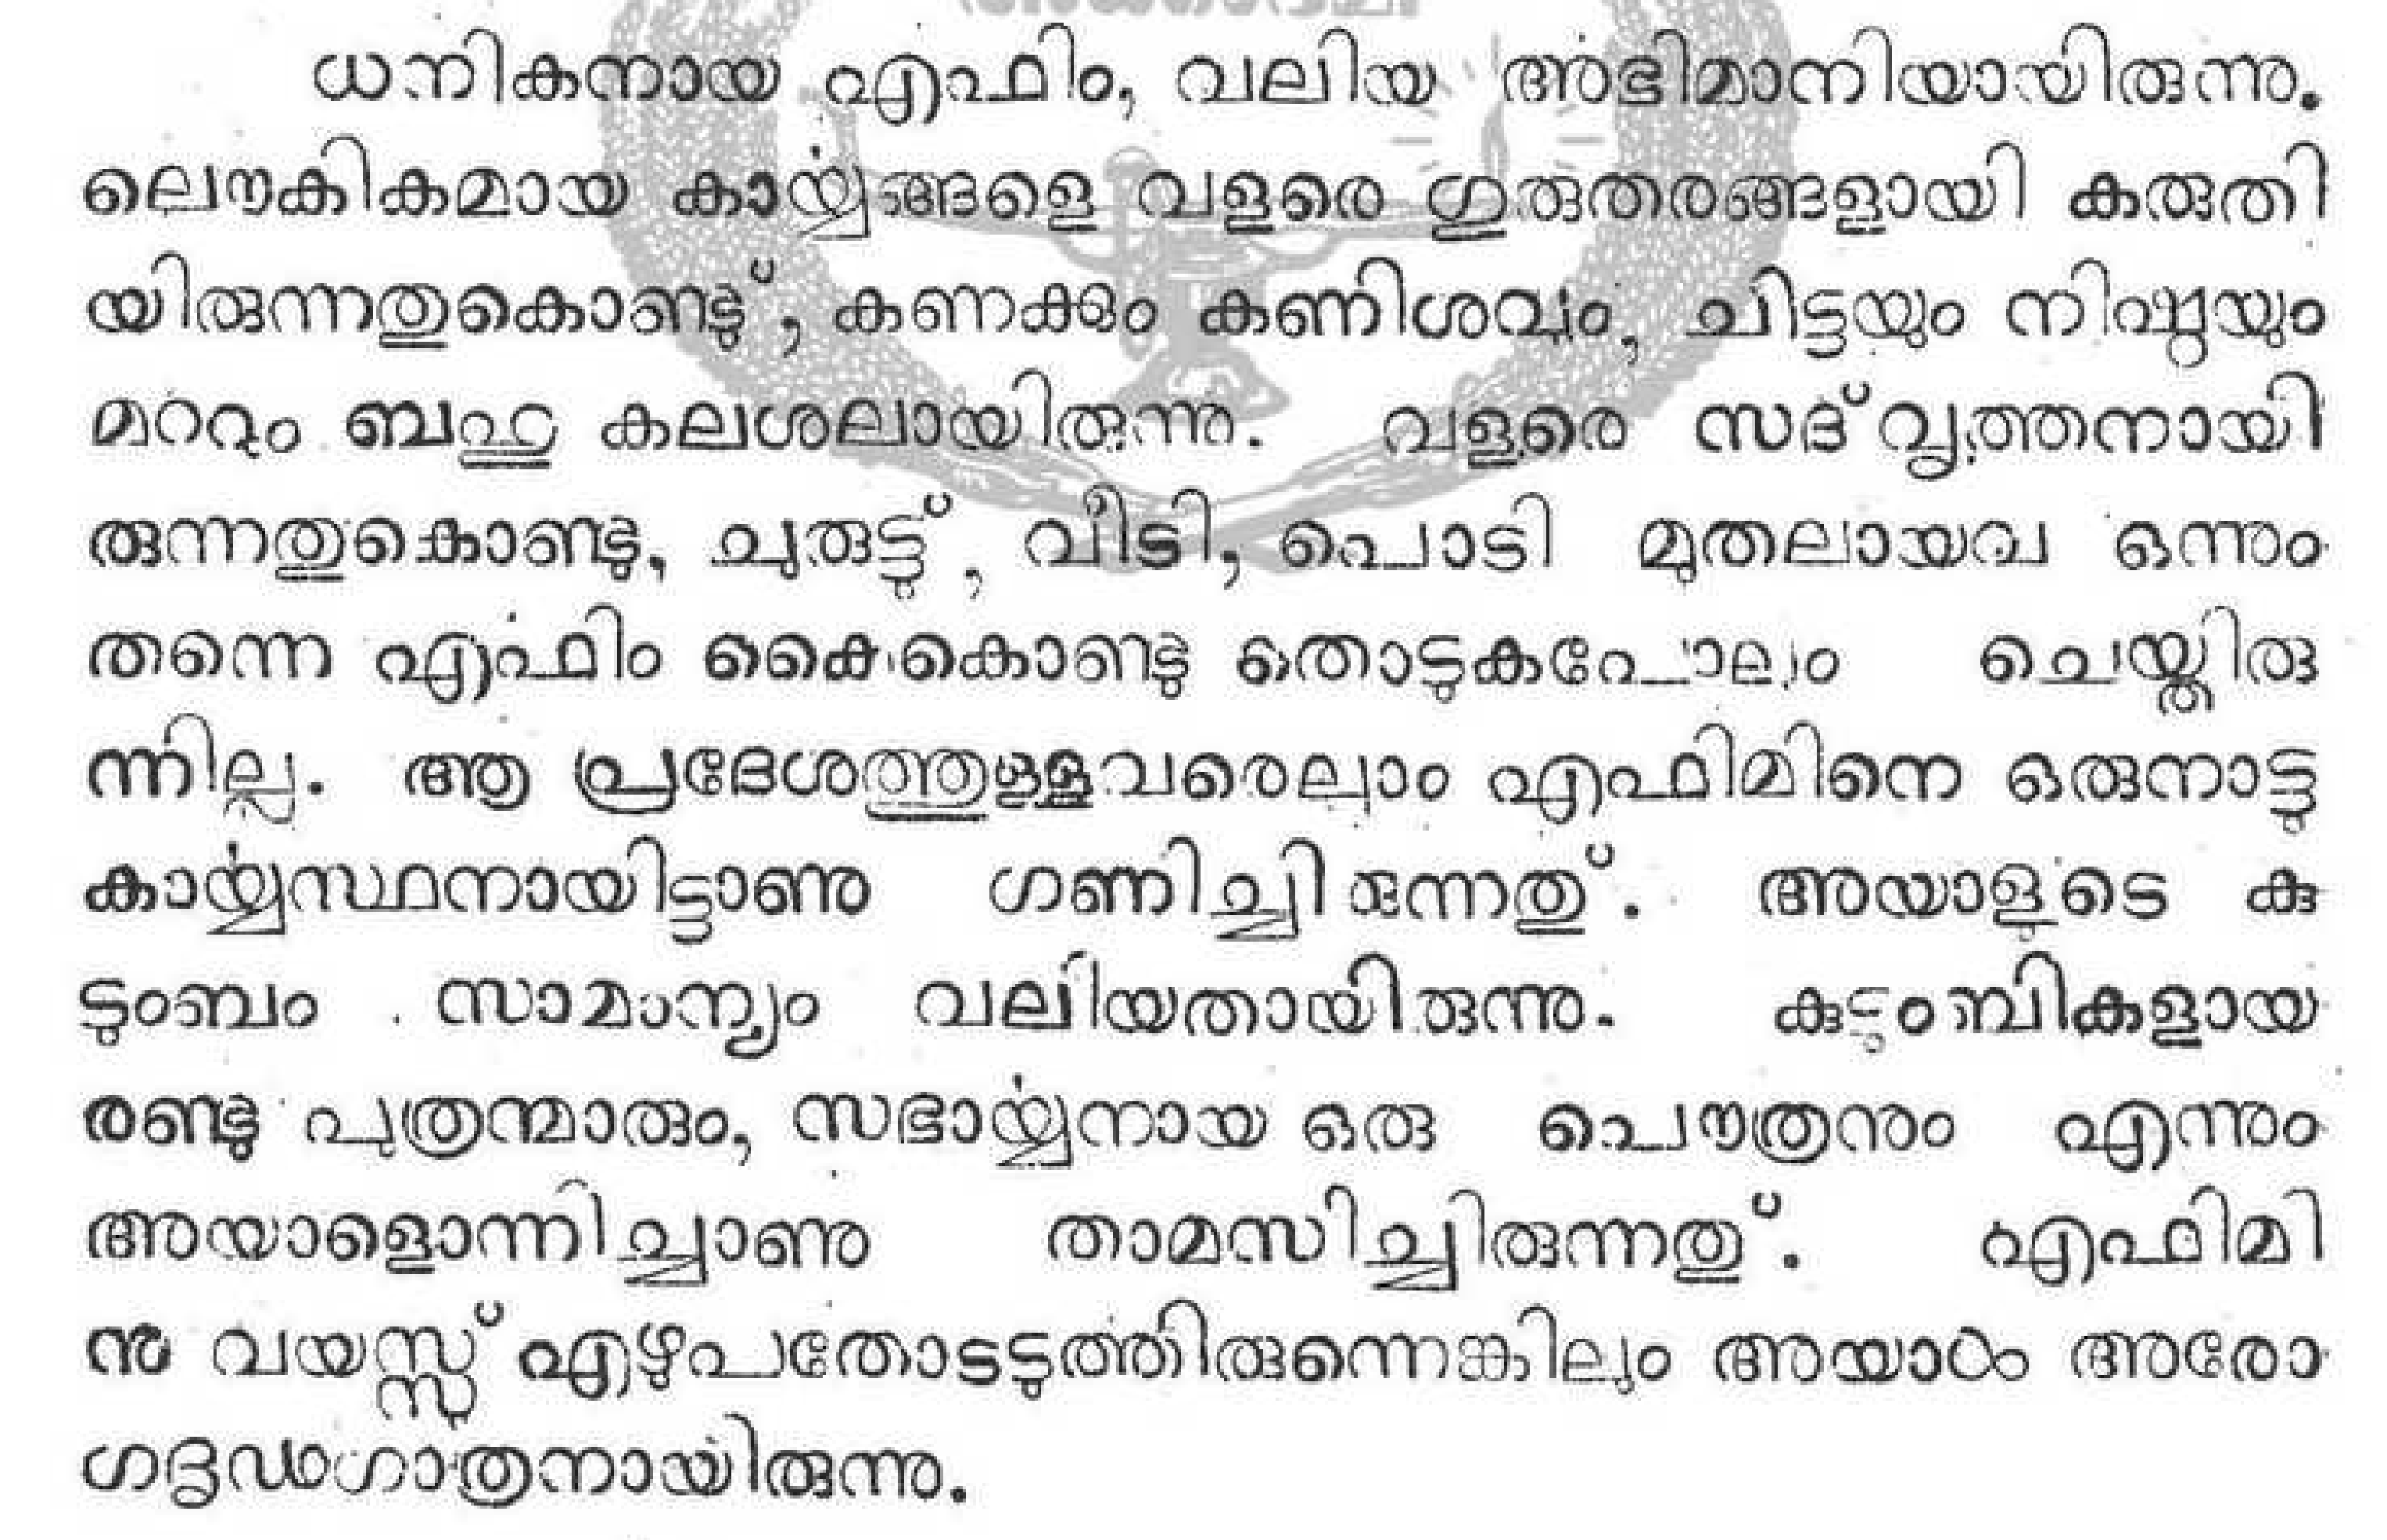 ധനികനായ എഫിം, വലിയ അഭിമാനിയായിരുന്നു.
ലൌകികമായ കാൎയ്യങ്ങളെ വളരെ ഗുരുതരങ്ങളായി കരുതി
യിരുന്നതുകൊണ്ടു്, കണക്കും കണിശവും, ചിട്ടയും നിഷ്ഠയും
മററും ബഹു കലശലായിരുന്നു. വളരെ സദ്‌വൃത്തനായി
രുന്നതുകൊണ്ടു, ചുരുട്ടു്, വീടി, പൊടി മുതലായവ ഒന്നും
തന്നെ എഫിം കൈകൊണ്ടു തൊടുകപോലും ചെയ്തിരു
ന്നില്ല. ആ പ്രദേശത്തുള്ളവരെല്ലാം എഫിമിനെ ഒരുനാട്ടു
കാൎയ്യസ്ഥനായിട്ടാണു ഗണിച്ചിരുന്നതു്. അയാളുടെ കു
ടുംബം സാമാന്യം വലിയതായിരുന്നു. കുടുംബികളായ
രണ്ടു പുത്രന്മാരും, സഭാൎയ്യനായ ഒരു പൌത്രനും എന്നും
അയാളൊന്നിച്ചാണു താമസിച്ചിരുന്നതു്. എഫിമി
നു വയസ്സു് എഴുപതോടടുത്തിരുന്നെങ്കിലും അയാൾ അരോ
ഗദൃഢഗാത്രനായിരുന്നു.